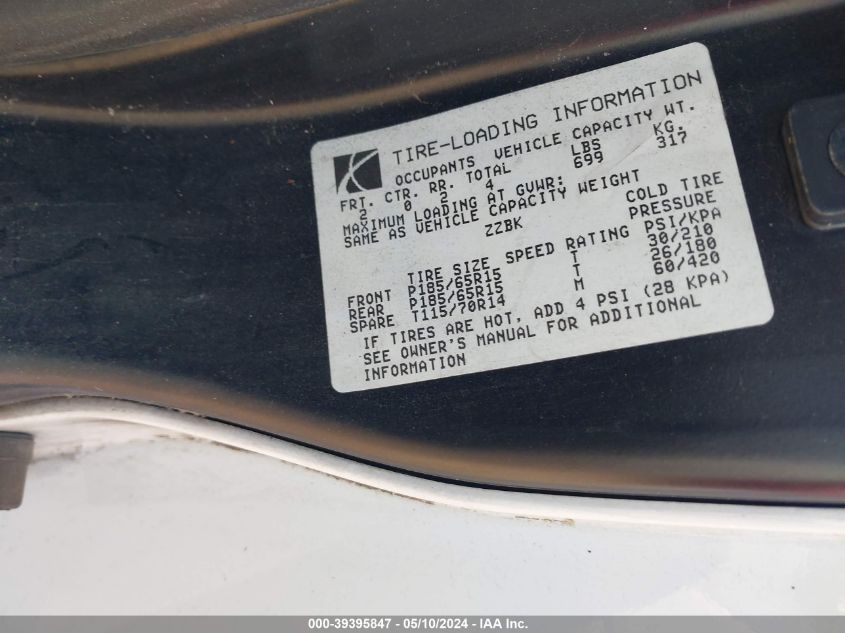 TIRE-LOADING INFORMATION
OCCUPANTS VEHICLE CAPACITY WT.
FRT. CTR. RR. TOTAL LBS KG.
2 0 2 4 699 317
MAXIMUM LOADING AT GVWR:
SAME AS VEHICLE CAPACITY WEIGHT
ZZBK COLD TIRE
PRESSURE
TIRE SIZE SPEED RATING PSI/KPA
FRONT P185/65R15 T 30/210
REAR P185/65R15 T 26/180
SPARE T115/70R14 M 60/420
IF TIRES ARE HOT, ADD 4 PSI (28 KPA)
SEE OWNER'S MANUAL FOR ADDITIONAL
INFORMATION
000-39395847 - 05/10/2024 - IAA Inc.